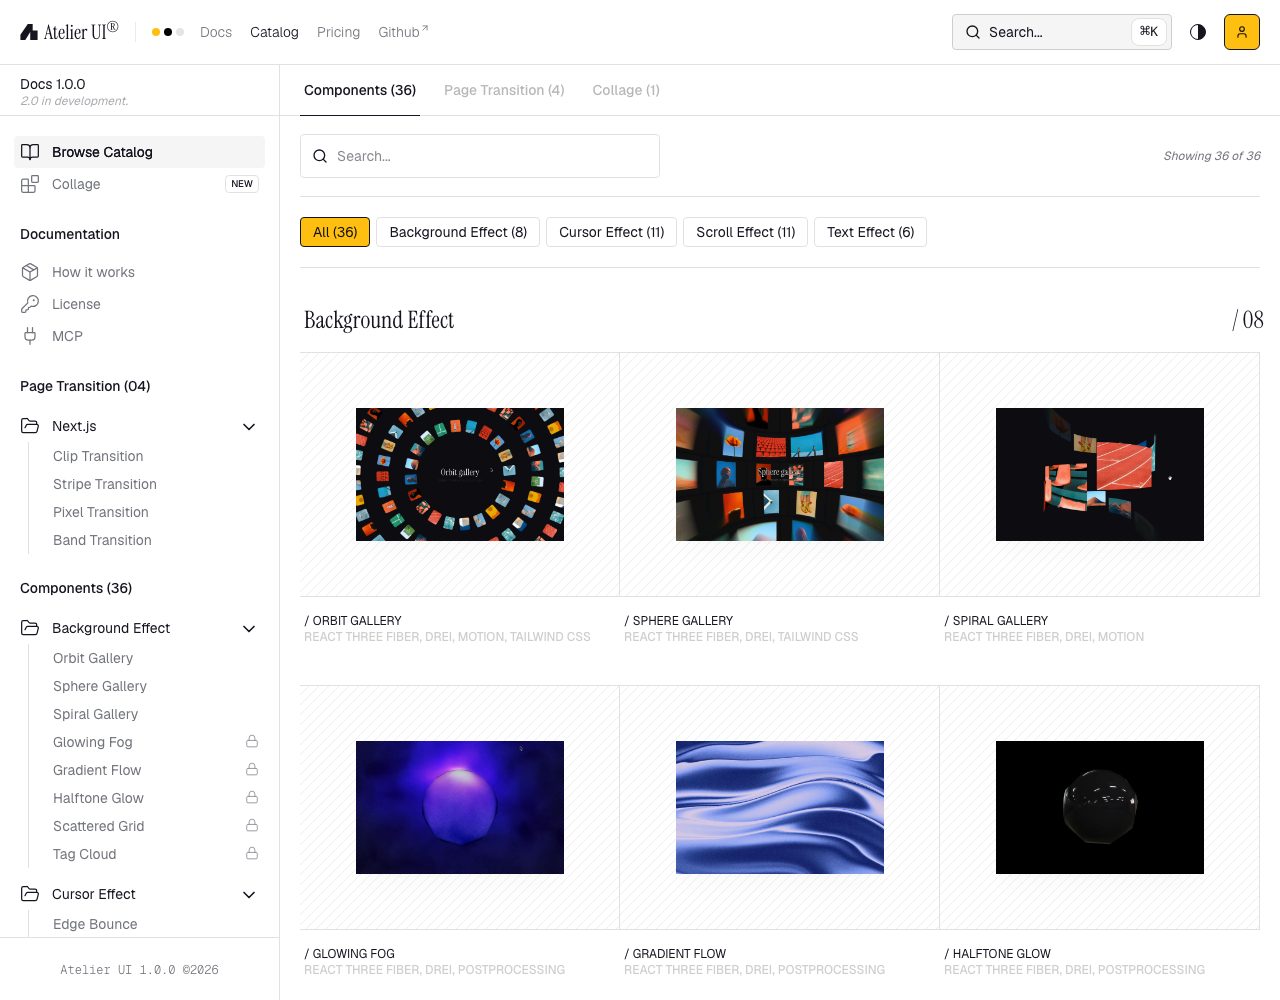 Atelier UI®
Docs
Catalog
Pricing
Github↗
Search...
⌘K
Docs 1.0.0
2.0 in development.
Browse Catalog
Collage
NEW
Documentation
How it works
License
MCP
Page Transition (04)
Next.js
Clip Transition
Stripe Transition
Pixel Transition
Band Transition
Components (36)
Background Effect
Orbit Gallery
Sphere Gallery
Spiral Gallery
Glowing Fog
Gradient Flow
Halftone Glow
Scattered Grid
Tag Cloud
Cursor Effect
Edge Bounce
Atelier UI 1.0.0 ©2026
Components (36)
Page Transition (4)
Collage (1)
Search...
Showing 36 of 36
All (36)
Background Effect (8)
Cursor Effect (11)
Scroll Effect (11)
Text Effect (6)
Background Effect
/ 08
Orbit gallery
Sphere gallery
/ ORBIT GALLERY
REACT THREE FIBER, DREI, MOTION, TAILWIND CSS
/ SPHERE GALLERY
REACT THREE FIBER, DREI, TAILWIND CSS
/ SPIRAL GALLERY
REACT THREE FIBER, DREI, MOTION
/ GLOWING FOG
REACT THREE FIBER, DREI, POSTPROCESSING
/ GRADIENT FLOW
REACT THREE FIBER, DREI, POSTPROCESSING
/ HALFTONE GLOW
REACT THREE FIBER, DREI, POSTPROCESSING